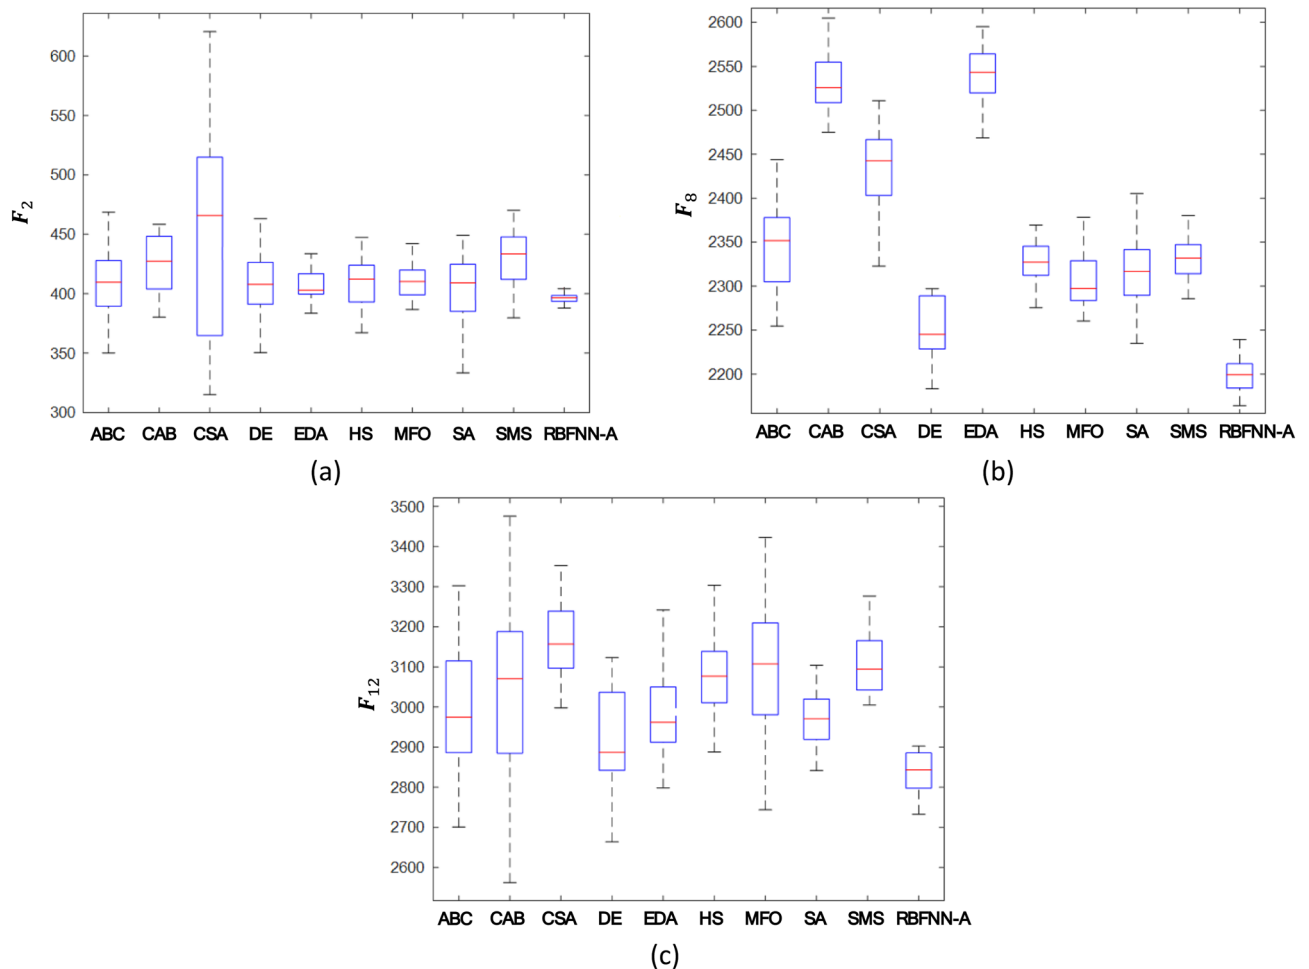 600
550
500
450
400
350
300
F2
ABC CAB CSA DE EDA HS MFO SA SMS RBFNN-A
(a)
2600
2550
2500
2450
2400
2350
2300
2250
2200
F8
ABC CAB CSA DE EDA HS MFO SA SMS RBFNN-A
(b)
3500
3400
3300
3200
3100
3000
2900
2800
2700
2600
F12
ABC CAB CSA DE EDA HS MFO SA SMS RBFNN-A
(c)